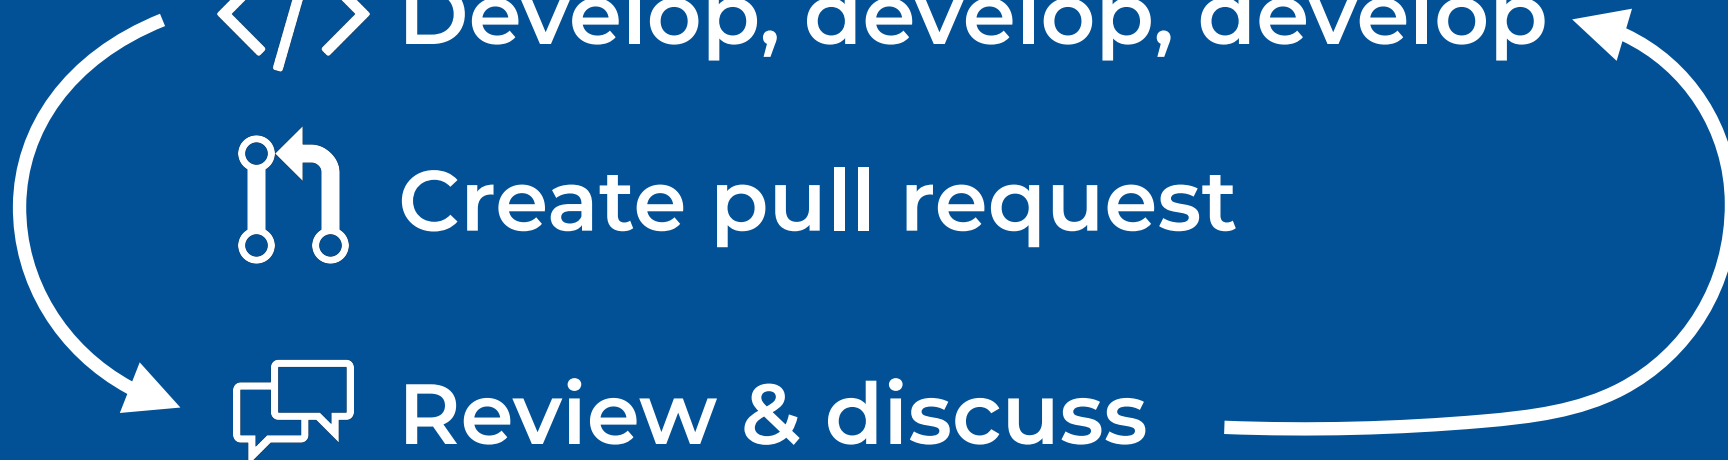 Develop, develop, develop
Create pull request
Review & discuss